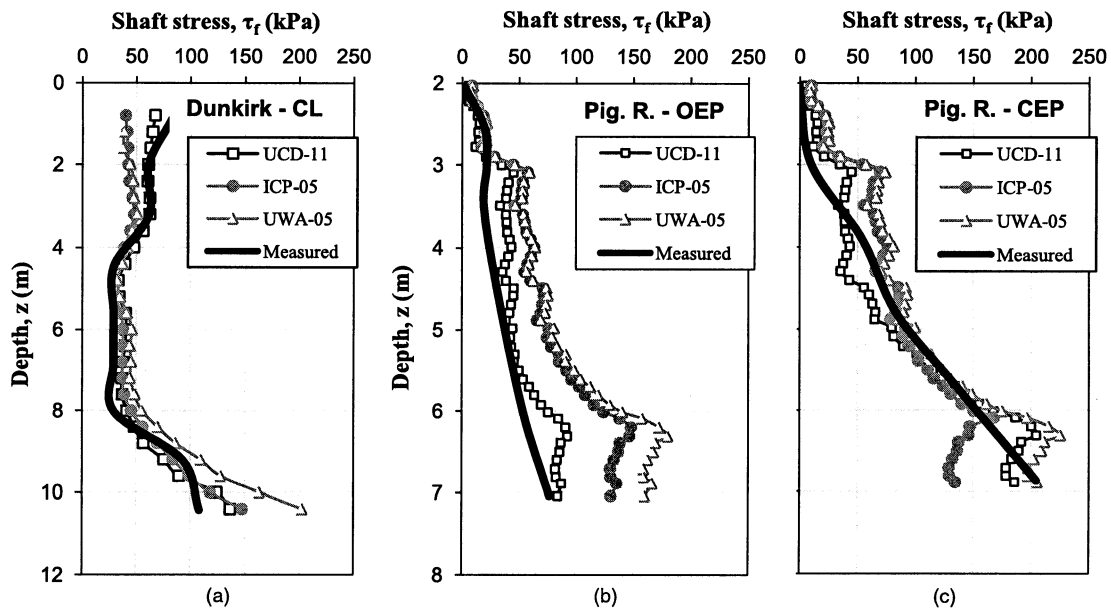 Shaft stress, τf (kPa)
0 50 100 150 200 250
0
2
4
6
8
10
12
Depth, z (m)
Dunkirk - CL
UCD-11
ICP-05
UWA-05
Measured
(a)
Shaft stress, τf (kPa)
0 50 100 150 200 250
2
3
4
5
6
7
8
Depth, z (m)
Pig. R. - OEP
UCD-11
ICP-05
UWA-05
Measured
(b)
Shaft stress, τf (kPa)
0 50 100 150 200 250
Pig. R. - CEP
UCD-11
ICP-05
UWA-05
Measured
(c)